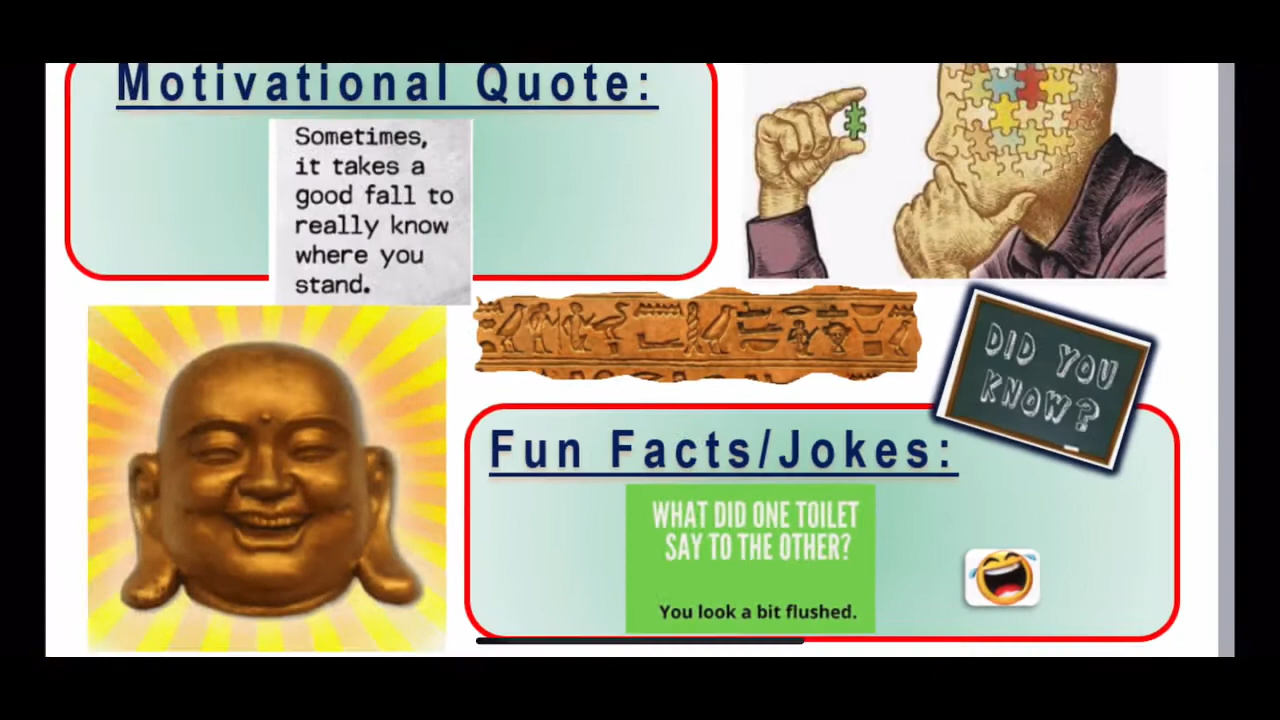 Motivational Quote:
Sometimes,
it takes a
good fall to
really know
where you
stand.
DID YOU
KNOW?
Fun Facts/Jokes:
WHAT DID ONE TOILET
SAY TO THE OTHER?
You look a bit flushed.